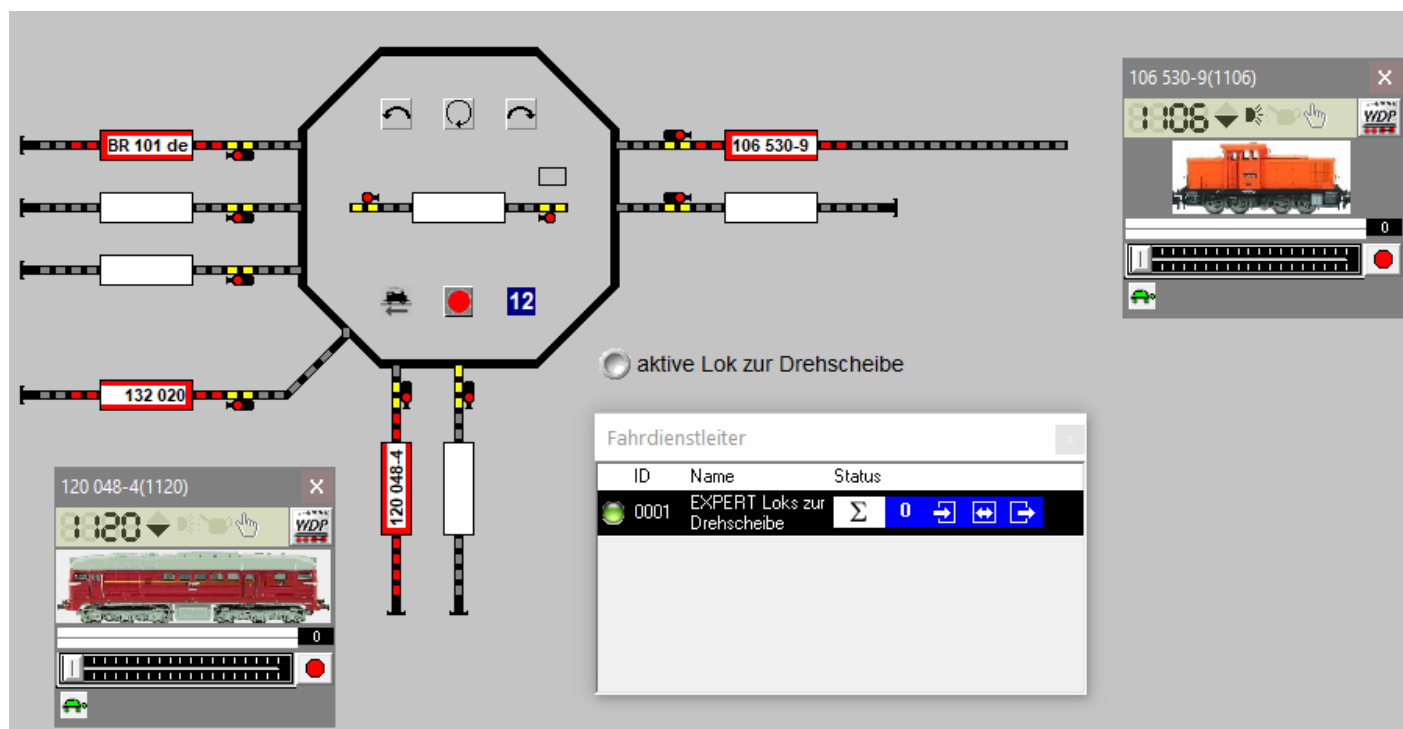 106 530-9(1106)
1106
WDP
0
BR 101 de
106 530-9
12
aktive Lok zur Drehscheibe
132 020
120 048-4
120 048-4(1120)
1120
WDP
0
Fahrdienstleiter
ID Name Status
0001 EXPERT Loks zur Σ 0
Drehscheibe